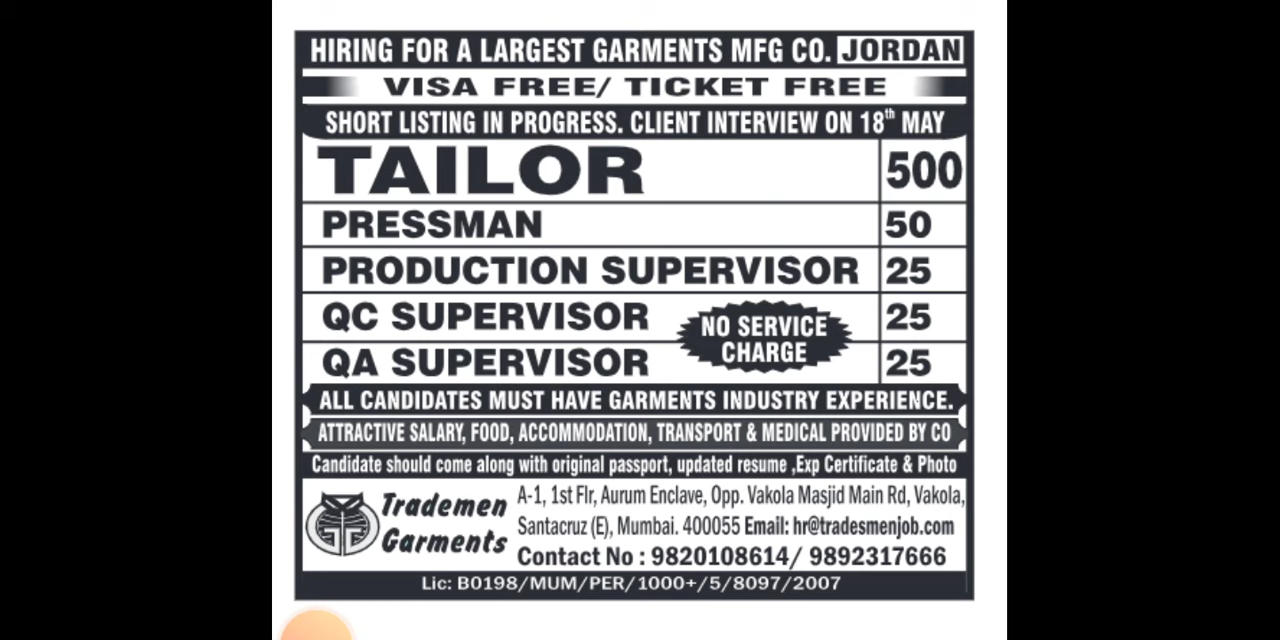 HIRING FOR A LARGEST GARMENTS MFG CO. JORDAN
VISA FREE/ TICKET FREE
SHORT LISTING IN PROGRESS. CLIENT INTERVIEW ON 18th MAY
TAILOR 500
PRESSMAN 50
PRODUCTION SUPERVISOR 25
QC SUPERVISOR 25
NO SERVICE
CHARGE
QA SUPERVISOR 25
ALL CANDIDATES MUST HAVE GARMENTS INDUSTRY EXPERIENCE.
ATTRACTIVE SALARY, FOOD, ACCOMMODATION, TRANSPORT & MEDICAL PROVIDED BY CO
Candidate should come along with original passport, updated resume ,Exp Certificate & Photo
Trademen
Garments
A-1, 1st Flr, Aurum Enclave, Opp. Vakola Masjid Main Rd, Vakola,
Santacruz (E), Mumbai. 400055 Email: hr@tradesmenjob.com
Contact No : 9820108614/ 9892317666
Lic: B0198/MUM/PER/1000+/5/8097/2007